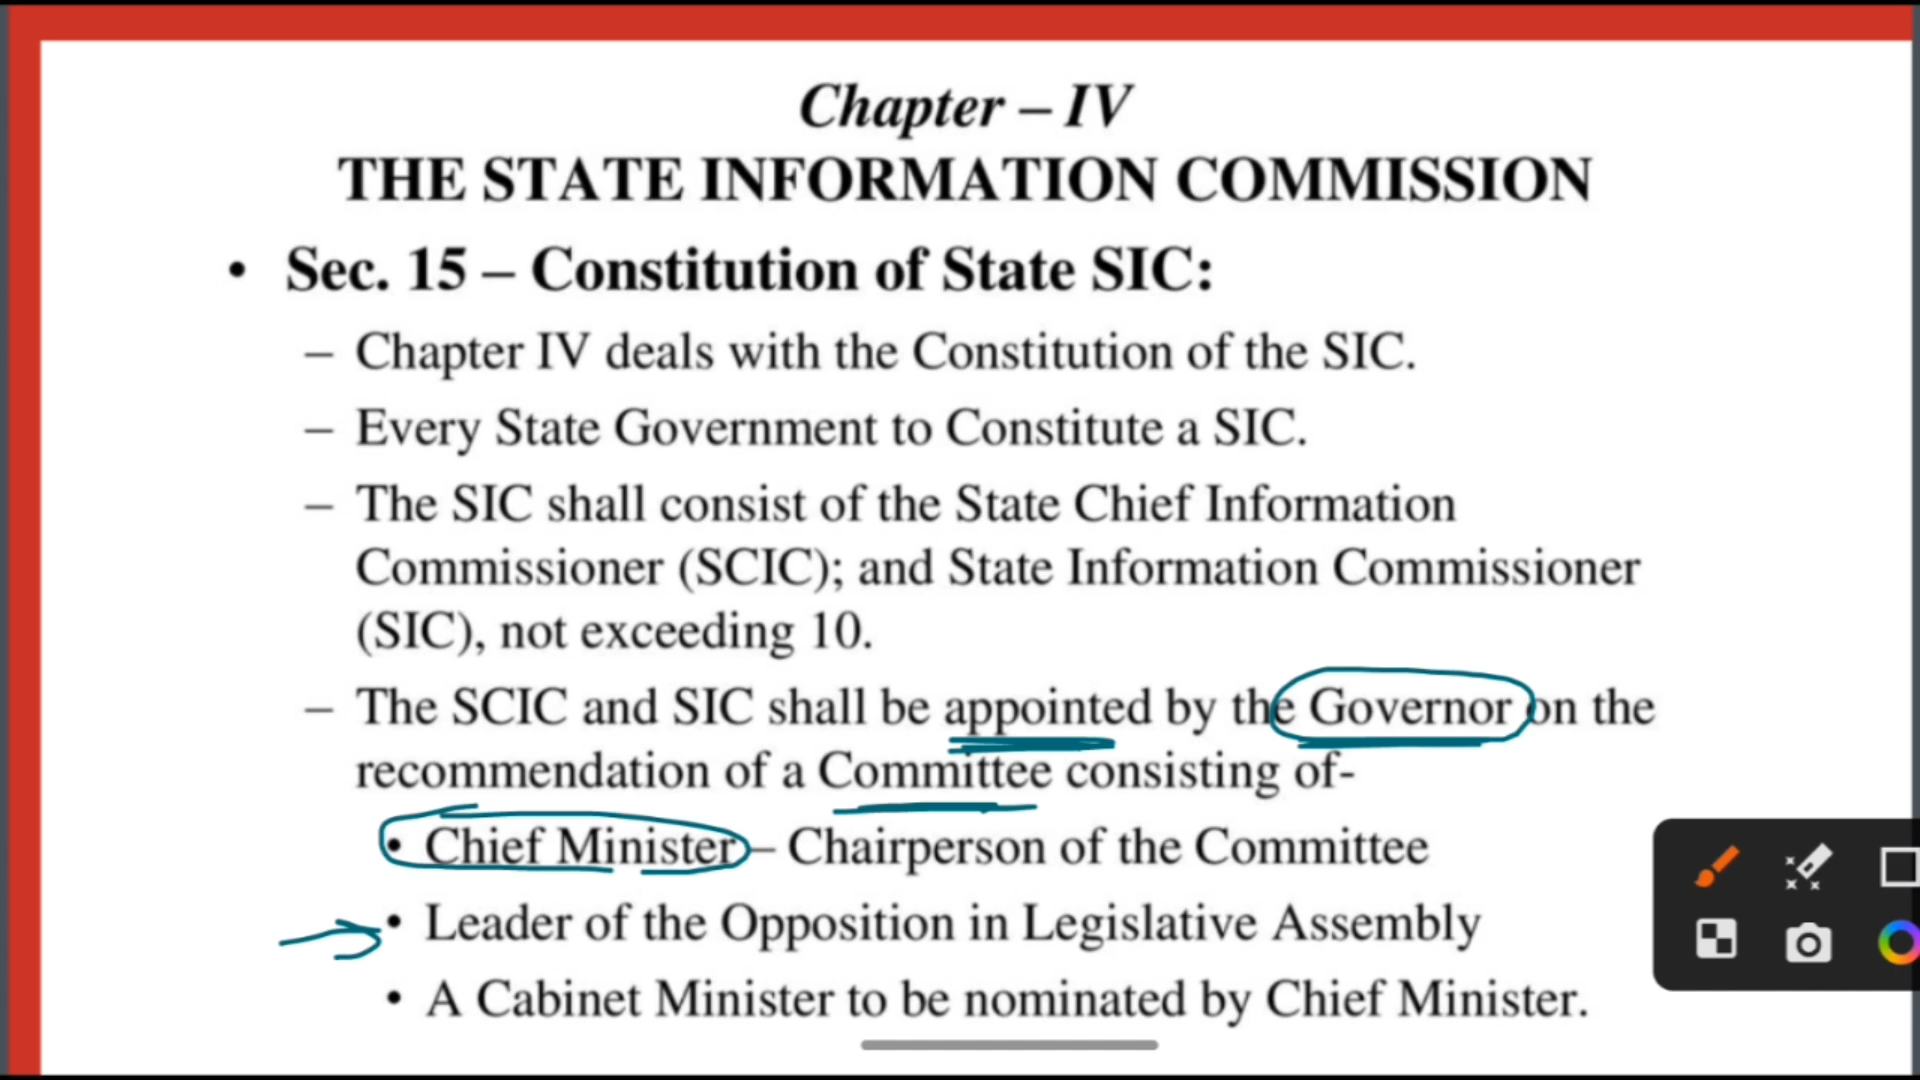 Chapter – IV
THE STATE INFORMATION COMMISSION
• Sec. 15 – Constitution of State SIC:
– Chapter IV deals with the Constitution of the SIC.
– Every State Government to Constitute a SIC.
– The SIC shall consist of the State Chief Information
Commissioner (SCIC); and State Information Commissioner
(SIC), not exceeding 10.
– The SCIC and SIC shall be appointed by the Governor on the
recommendation of a Committee consisting of-
• Chief Minister – Chairperson of the Committee
• Leader of the Opposition in Legislative Assembly
• A Cabinet Minister to be nominated by Chief Minister.